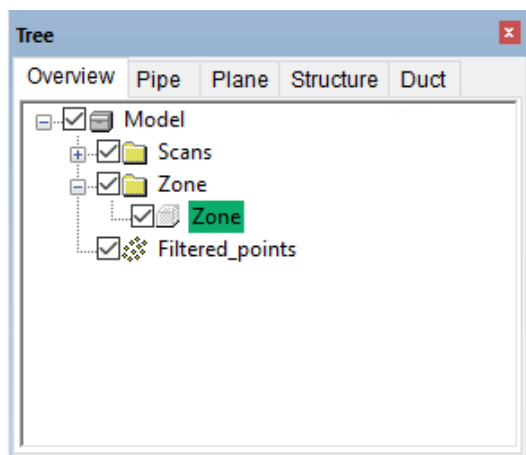 Tree
Overview Pipe Plane Structure Duct
Model
Scans
Zone
Zone
Filtered_points